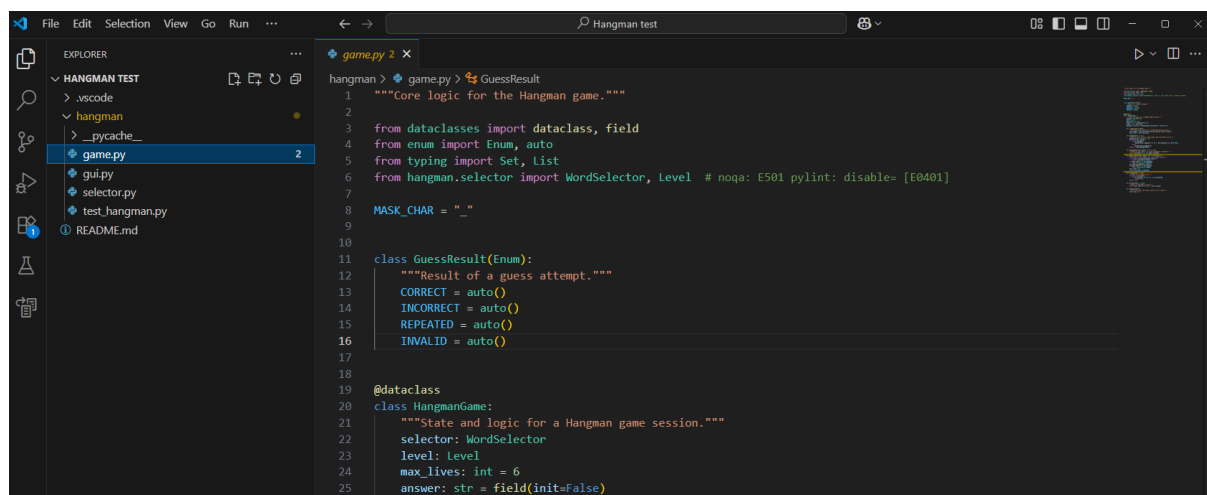 File Edit Selection View Go Run ··· Hangman test
EXPLORER ···
game.py 2
HANGMAN TEST
hangman > game.py > GuessResult
.vscode
hangman
__pycache__
game.py 2
gui.py
selector.py
test_hangman.py
README.md
1
1 """Core logic for the Hangman game."""
2
3 from dataclasses import dataclass, field
4 from enum import Enum, auto
5 from typing import Set, List
6 from hangman.selector import WordSelector, Level  # noqa: E501 pylint: disable= [E0401]
7
8 MASK_CHAR = "_"
9
10
11 class GuessResult(Enum):
12     """Result of a guess attempt."""
13     CORRECT = auto()
14     INCORRECT = auto()
15     REPEATED = auto()
16     INVALID = auto()
17
18
19 @dataclass
20 class HangmanGame:
21     """State and logic for a Hangman game session."""
22     selector: WordSelector
23     level: Level
24     max_lives: int = 6
25     answer: str = field(init=False)